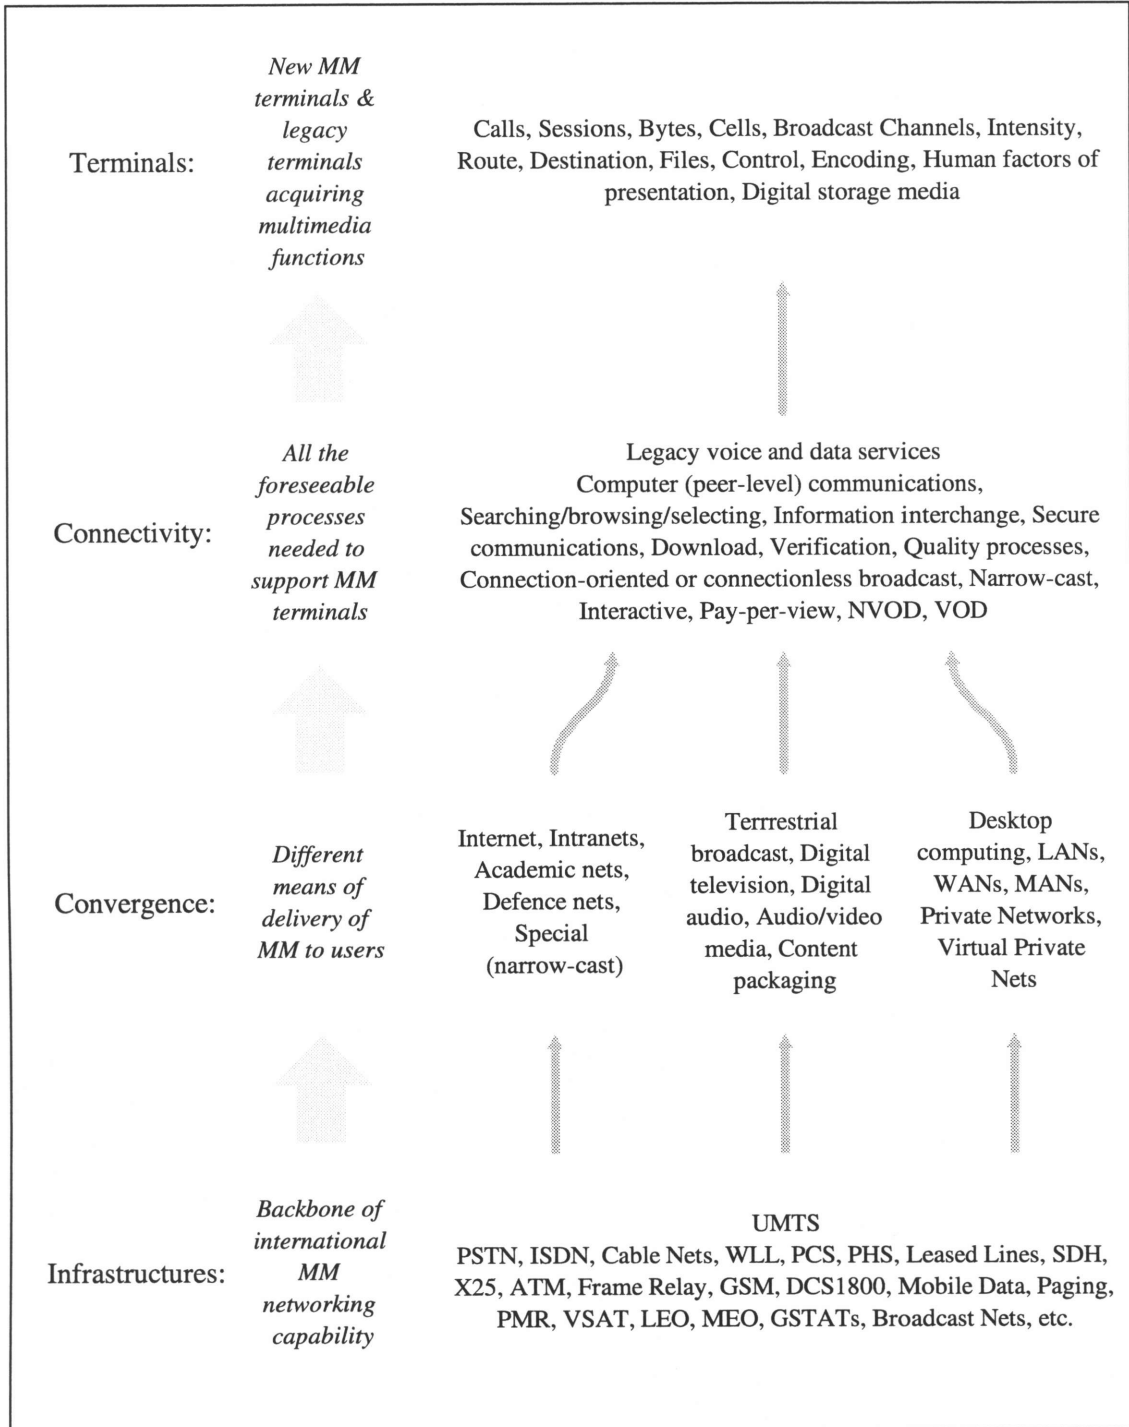 Terminals:
New MM
terminals &
legacy
terminals
acquiring
multimedia
functions
Calls, Sessions, Bytes, Cells, Broadcast Channels, Intensity,
Route, Destination, Files, Control, Encoding, Human factors of
presentation, Digital storage media
Connectivity:
All the
foreseeable
processes
needed to
support MM
terminals
Legacy voice and data services
Computer (peer-level) communications,
Searching/browsing/selecting, Information interchange, Secure
communications, Download, Verification, Quality processes,
Connection-oriented or connectionless broadcast, Narrow-cast,
Interactive, Pay-per-view, NVOD, VOD
Convergence:
Different
means of
delivery of
MM to users
Internet, Intranets,
Academic nets,
Defence nets,
Special
(narrow-cast)
Terrrestrial
broadcast, Digital
television, Digital
audio, Audio/video
media, Content
packaging
Desktop
computing, LANs,
WANs, MANs,
Private Networks,
Virtual Private
Nets
Infrastructures:
Backbone of
international
MM
networking
capability
UMTS
PSTN, ISDN, Cable Nets, WLL, PCS, PHS, Leased Lines, SDH,
X25, ATM, Frame Relay, GSM, DCS1800, Mobile Data, Paging,
PMR, VSAT, LEO, MEO, GSTATs, Broadcast Nets, etc.